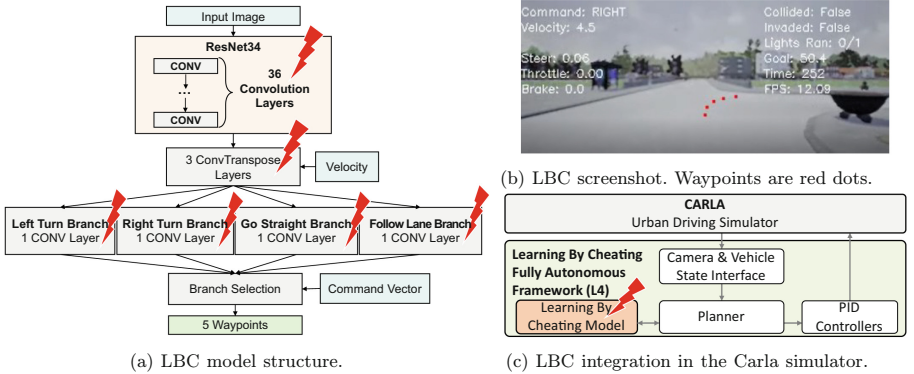 Input Image
ResNet34
CONV
...
CONV
36
Convolution
Layers
3 ConvTranspose
Layers
Velocity
Left Turn Branch
1 CONV Layer
Right Turn Branch
1 CONV Layer
Go Straight Branch
1 CONV Layer
Follow Lane Branch
1 CONV Layer
Branch Selection
Command Vector
5 Waypoints
(a) LBC model structure.
Command: RIGHT
Velocity: 4.5
Steer: 0.06
Throttle: 0.00
Brake: 0.0
Collided: False
Invaded: False
Lights Ran: 0/1
Goal: 50.4
Time: 252
FPS: 12.09
(b) LBC screenshot. Waypoints are red dots.
CARLA
Urban Driving Simulator
Learning By Cheating
Fully Autonomous
Framework (L4)
Camera & Vehicle
State Interface
Learning By
Cheating Model
Planner
PID
Controllers
(c) LBC integration in the Carla simulator.